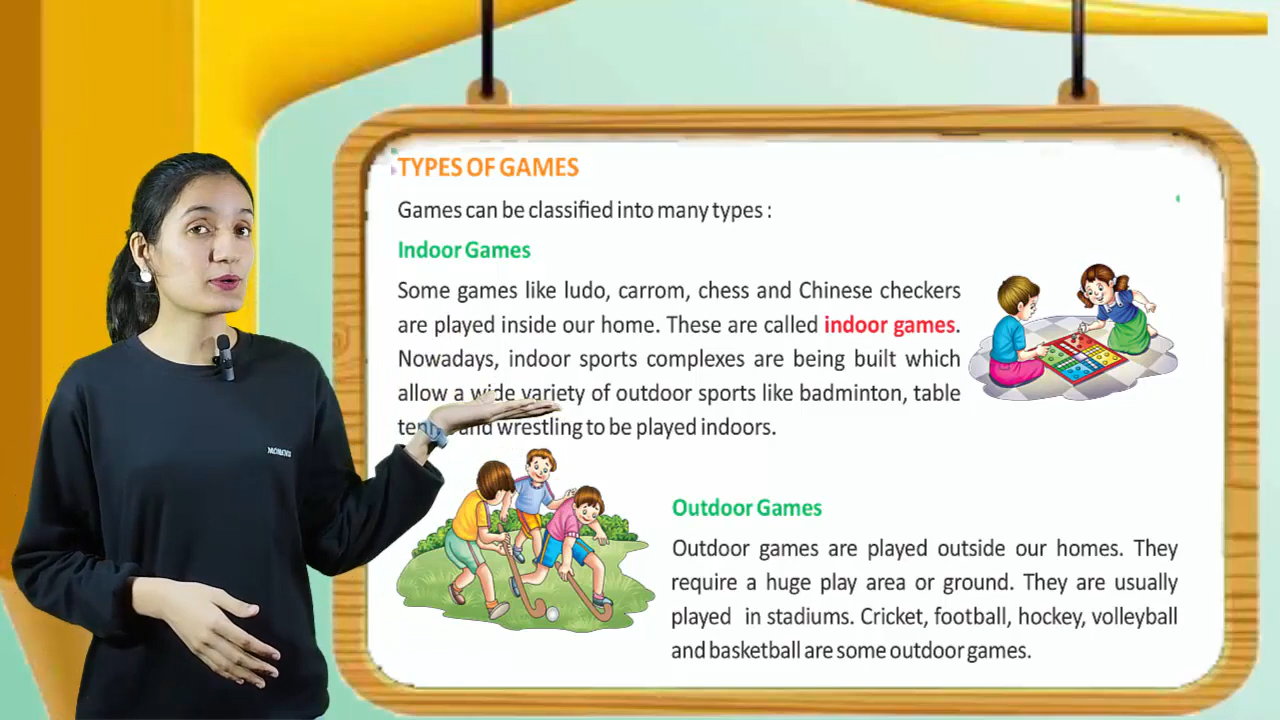 TYPES OF GAMES
Games can be classified into many types :
Indoor Games
Some games like ludo, carrom, chess and Chinese checkers
are played inside our home. These are called indoor games.
Nowadays, indoor sports complexes are being built which
allow a wide variety of outdoor sports like badminton, table
and wrestling to be played indoors.
Outdoor Games
Outdoor games are played outside our homes. They
require a huge play area or ground. They are usually
played in stadiums. Cricket, football, hockey, volleyball
and basketball are some outdoor games.